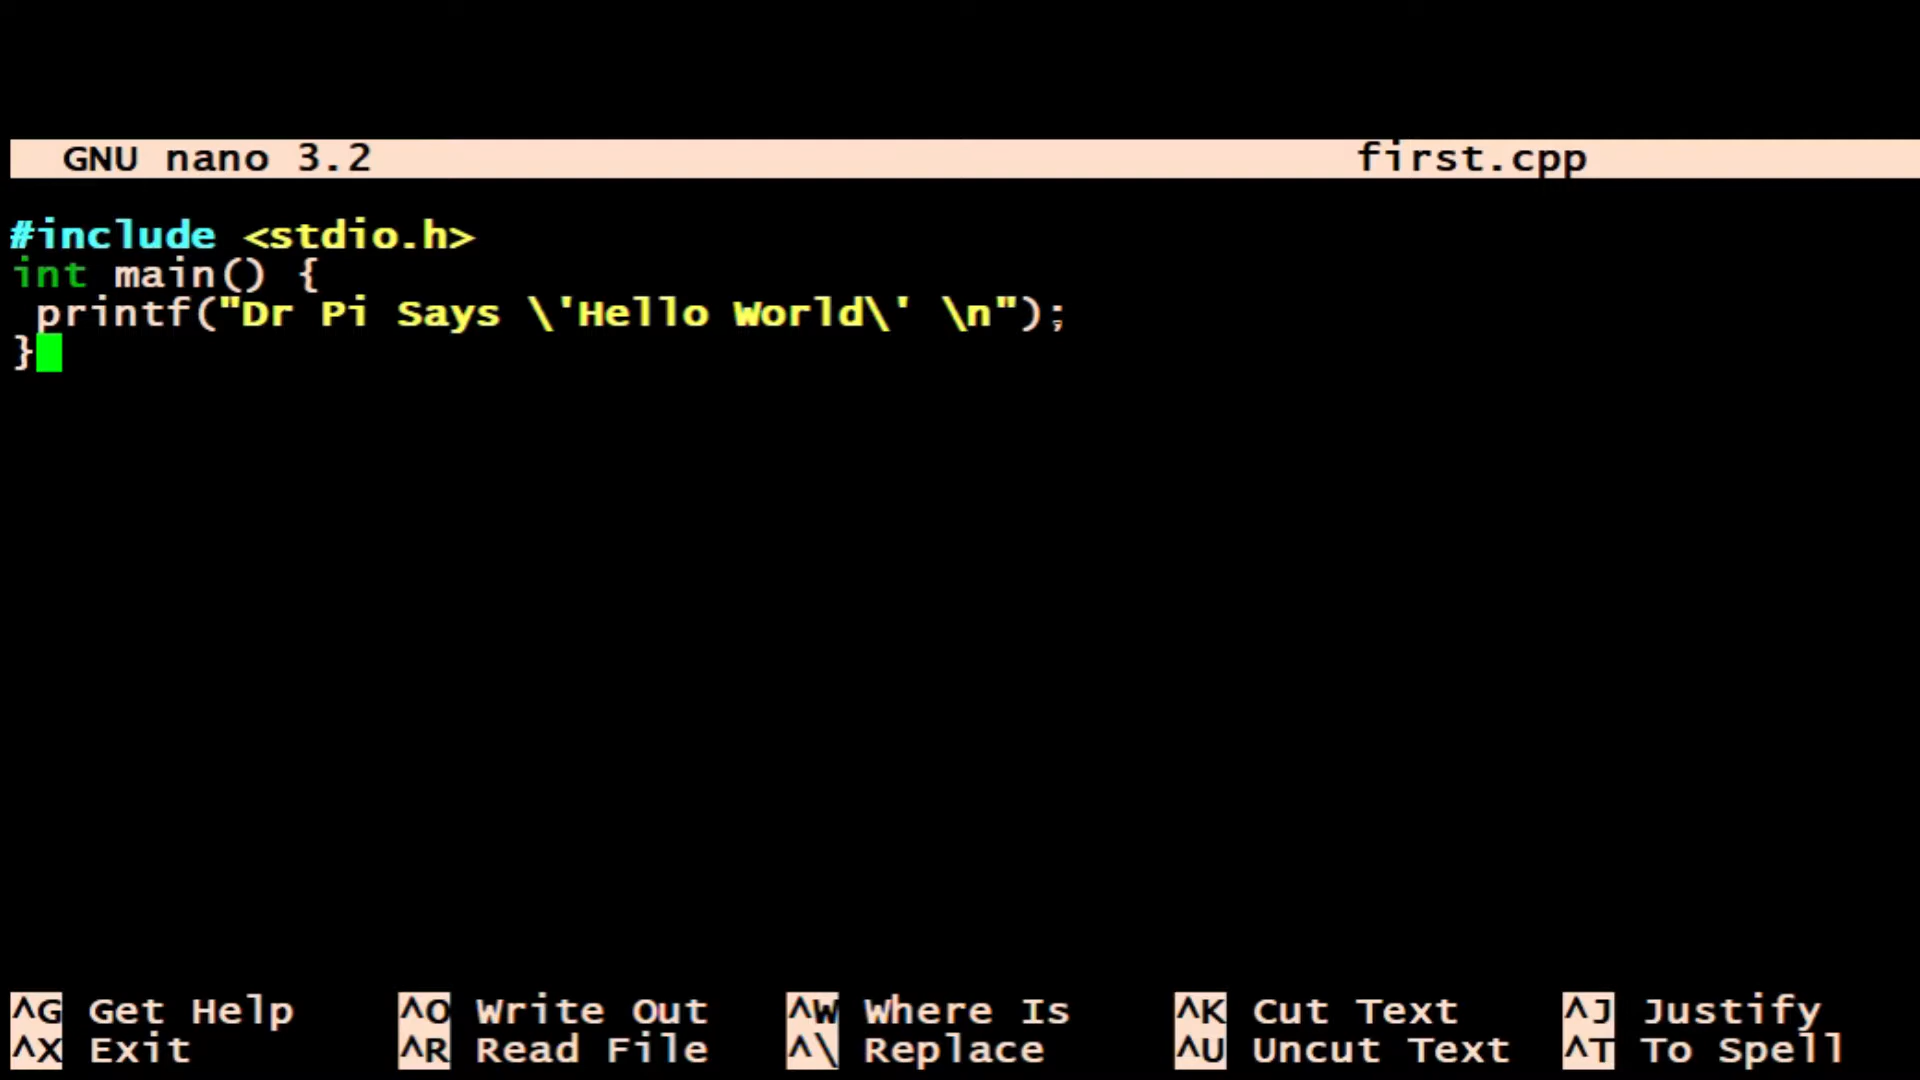 GNU nano 3.2 first.cpp
#include <stdio.h>
int main() {
 printf("Dr Pi Says \'Hello World\' \n");
}
^G Get Help ^O Write Out ^W Where Is ^K Cut Text ^J Justify
^X Exit ^R Read File ^\ Replace ^U Uncut Text ^T To Spell